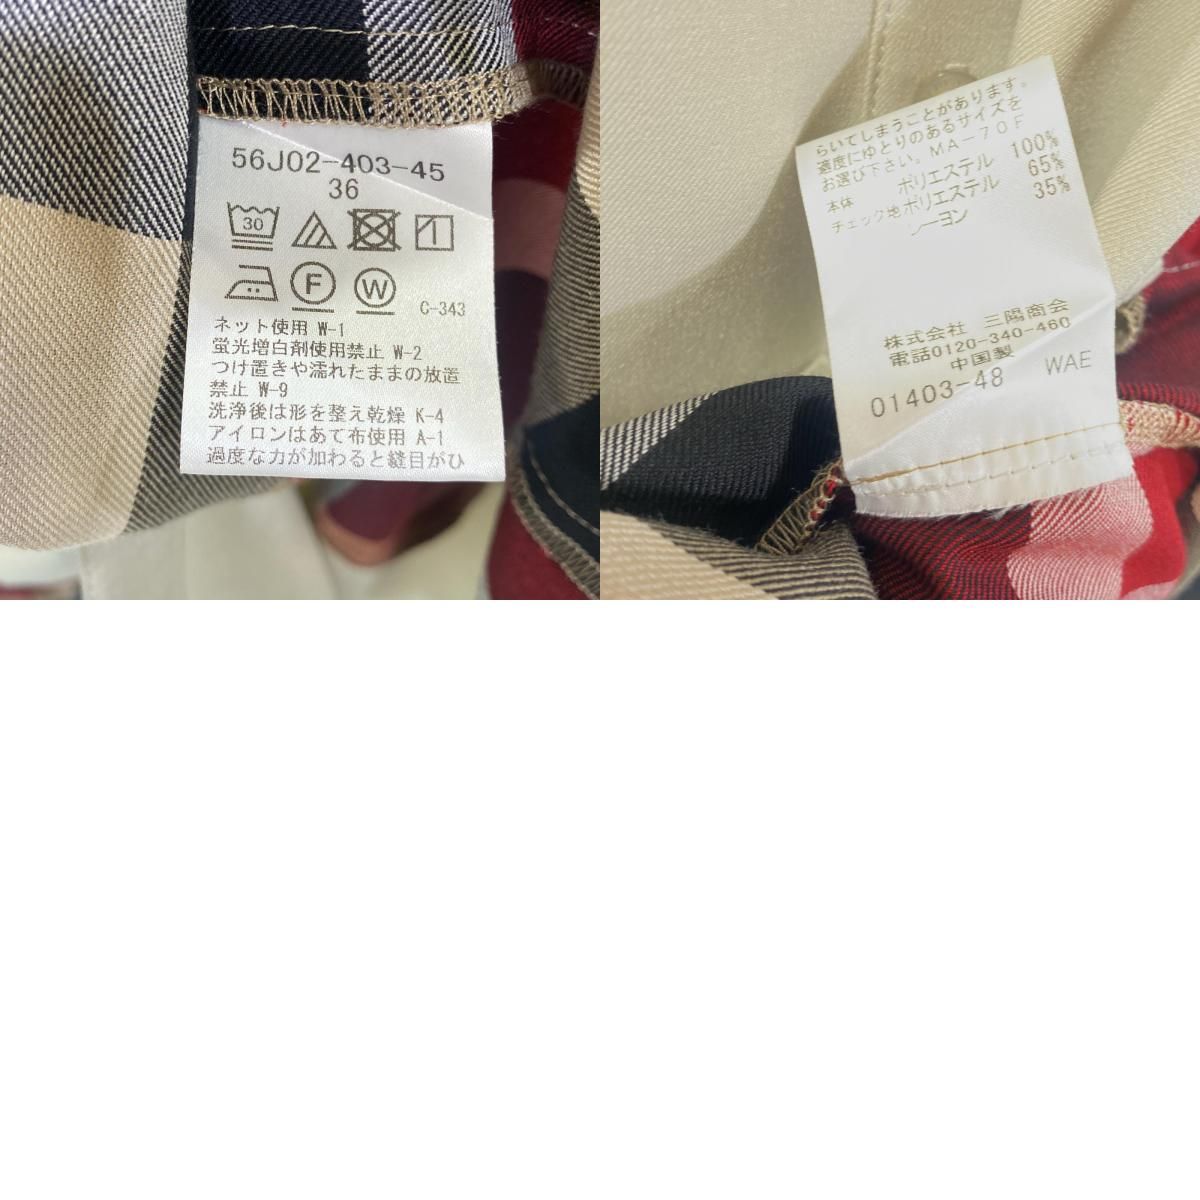 56J02-403-45
36
30
F
W
C-343
ネット使用 W-1
蛍光増白剤使用禁止 W-2
つけ置きや濡れたままの放置
禁止 W-9
洗浄後は形を整え乾燥 K-4
アイロンはあて布使用 A-1
過度な力が加わると縫目がひ
らいてしまうことがあります。
適度にゆとりのあるサイズを
お選び下さい。MA-70F
本体 ポリエステル 100%
チェック地 ポリエステル 65%
レーヨン 35%
株式会社 三陽商会
電話0120-340-460
中国製
01403-48 WAE